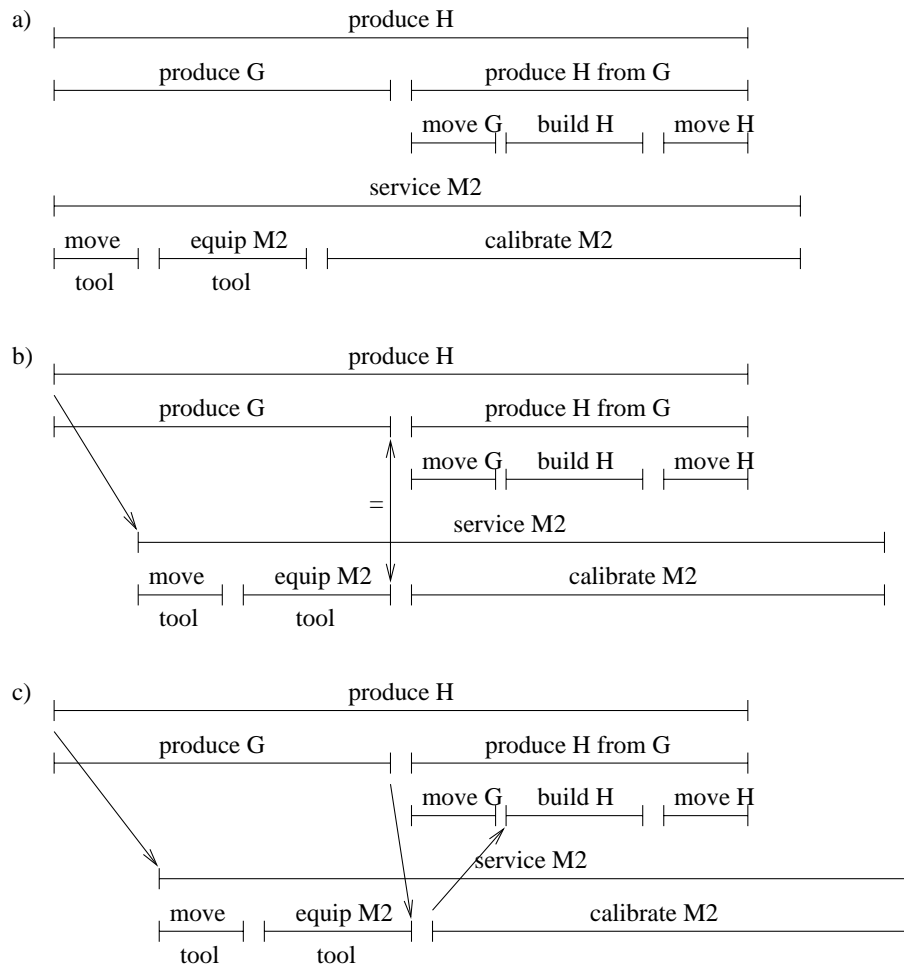 a) produce H
produce G produce H from G
move G build H move H
service M2
move equip M2 calibrate M2
tool tool
b) produce H
produce G produce H from G
move G build H move H
=
service M2
move equip M2 calibrate M2
tool tool
c) produce H
produce G produce H from G
move G build H move H
service M2
move equip M2 calibrate M2
tool tool